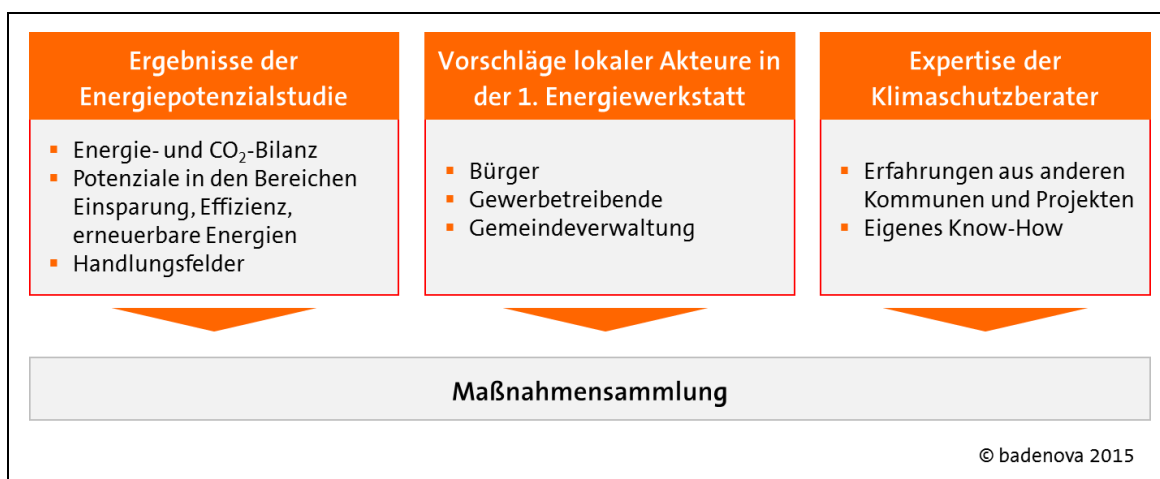 Ergebnisse der
Energiepotenzialstudie
▪ Energie- und CO₂-Bilanz
▪ Potenziale in den Bereichen
Einsparung, Effizienz,
erneuerbare Energien
▪ Handlungsfelder
Vorschläge lokaler Akteure in
der 1. Energiewerkstatt
▪ Bürger
▪ Gewerbetreibende
▪ Gemeindeverwaltung
Expertise der
Klimaschutzberater
▪ Erfahrungen aus anderen
Kommunen und Projekten
▪ Eigenes Know-How
Maßnahmensammlung
© badenova 2015